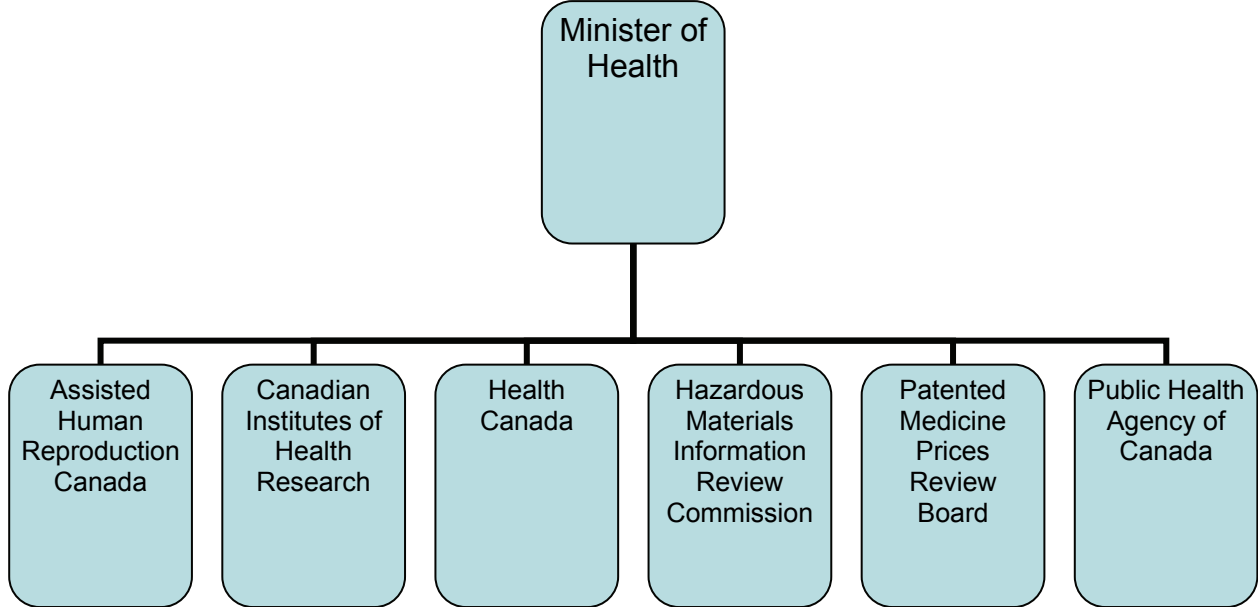 Minister of
Health
Assisted
Human
Reproduction
Canada
Canadian
Institutes of
Health
Research
Health
Canada
Hazardous
Materials
Information
Review
Commission
Patented
Medicine
Prices
Review
Board
Public Health
Agency of
Canada